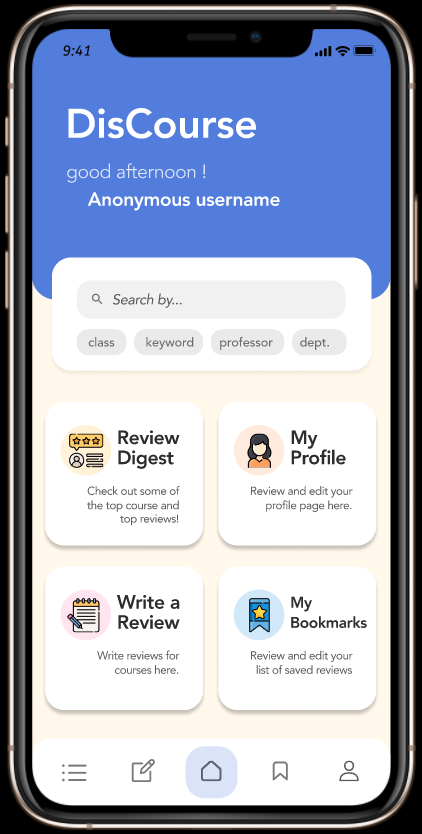 9:41
DisCourse
good afternoon !
Anonymous username
Search by...
class keyword professor dept.
Review
Digest
Check out some of
the top course and
top reviews!
My
Profile
Review and edit your
profile page here.
Write a
Review
Write reviews for
courses here.
My
Bookmarks
Review and edit your
list of saved reviews